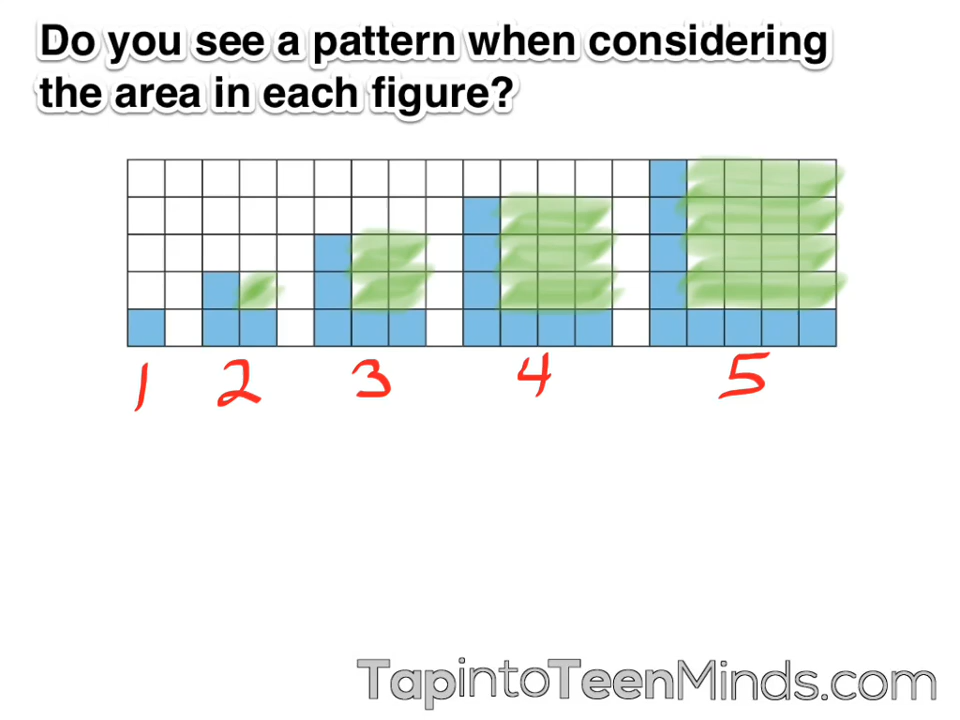 Do you see a pattern when considering
the area in each figure?
1 2 3 4 5
TapintoTeenMinds.com